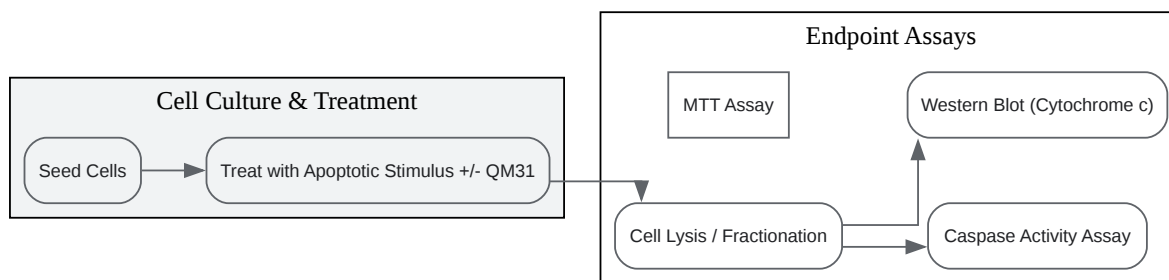 Cell Culture & Treatment
Seed Cells
Treat with Apoptotic Stimulus +/- QM31
Endpoint Assays
MTT Assay
Western Blot (Cytochrome c)
Cell Lysis / Fractionation
Caspase Activity Assay